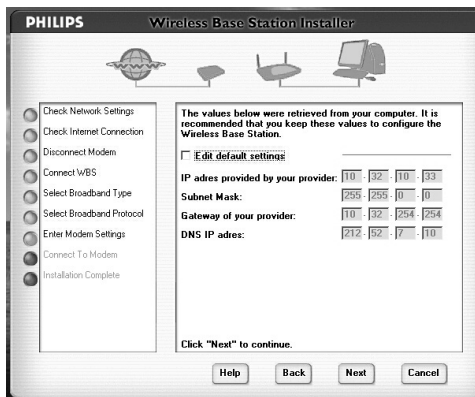 PHILIPS Wireless Base Station Installer
WWW
Check Network Settings
Check Internet Connection
Disconnect Modem
Connect WBS
Select Broadband Type
Select Broadband Protocol
Enter Modem Settings
Connect To Modem
Installation Complete
The values below were retrieved from your computer. It is
recommended that you keep these values to configure the
Wireless Base Station.
Edit default settings
IP adres provided by your provider: 10 - 32 - 10 - 33
Subnet Mask: 255 - 255 - 0 - 0
Gateway of your provider: 10 - 32 - 254 - 254
DNS IP adres: 212 - 52 - 7 - 10
Click "Next" to continue.
Help Back Next Cancel